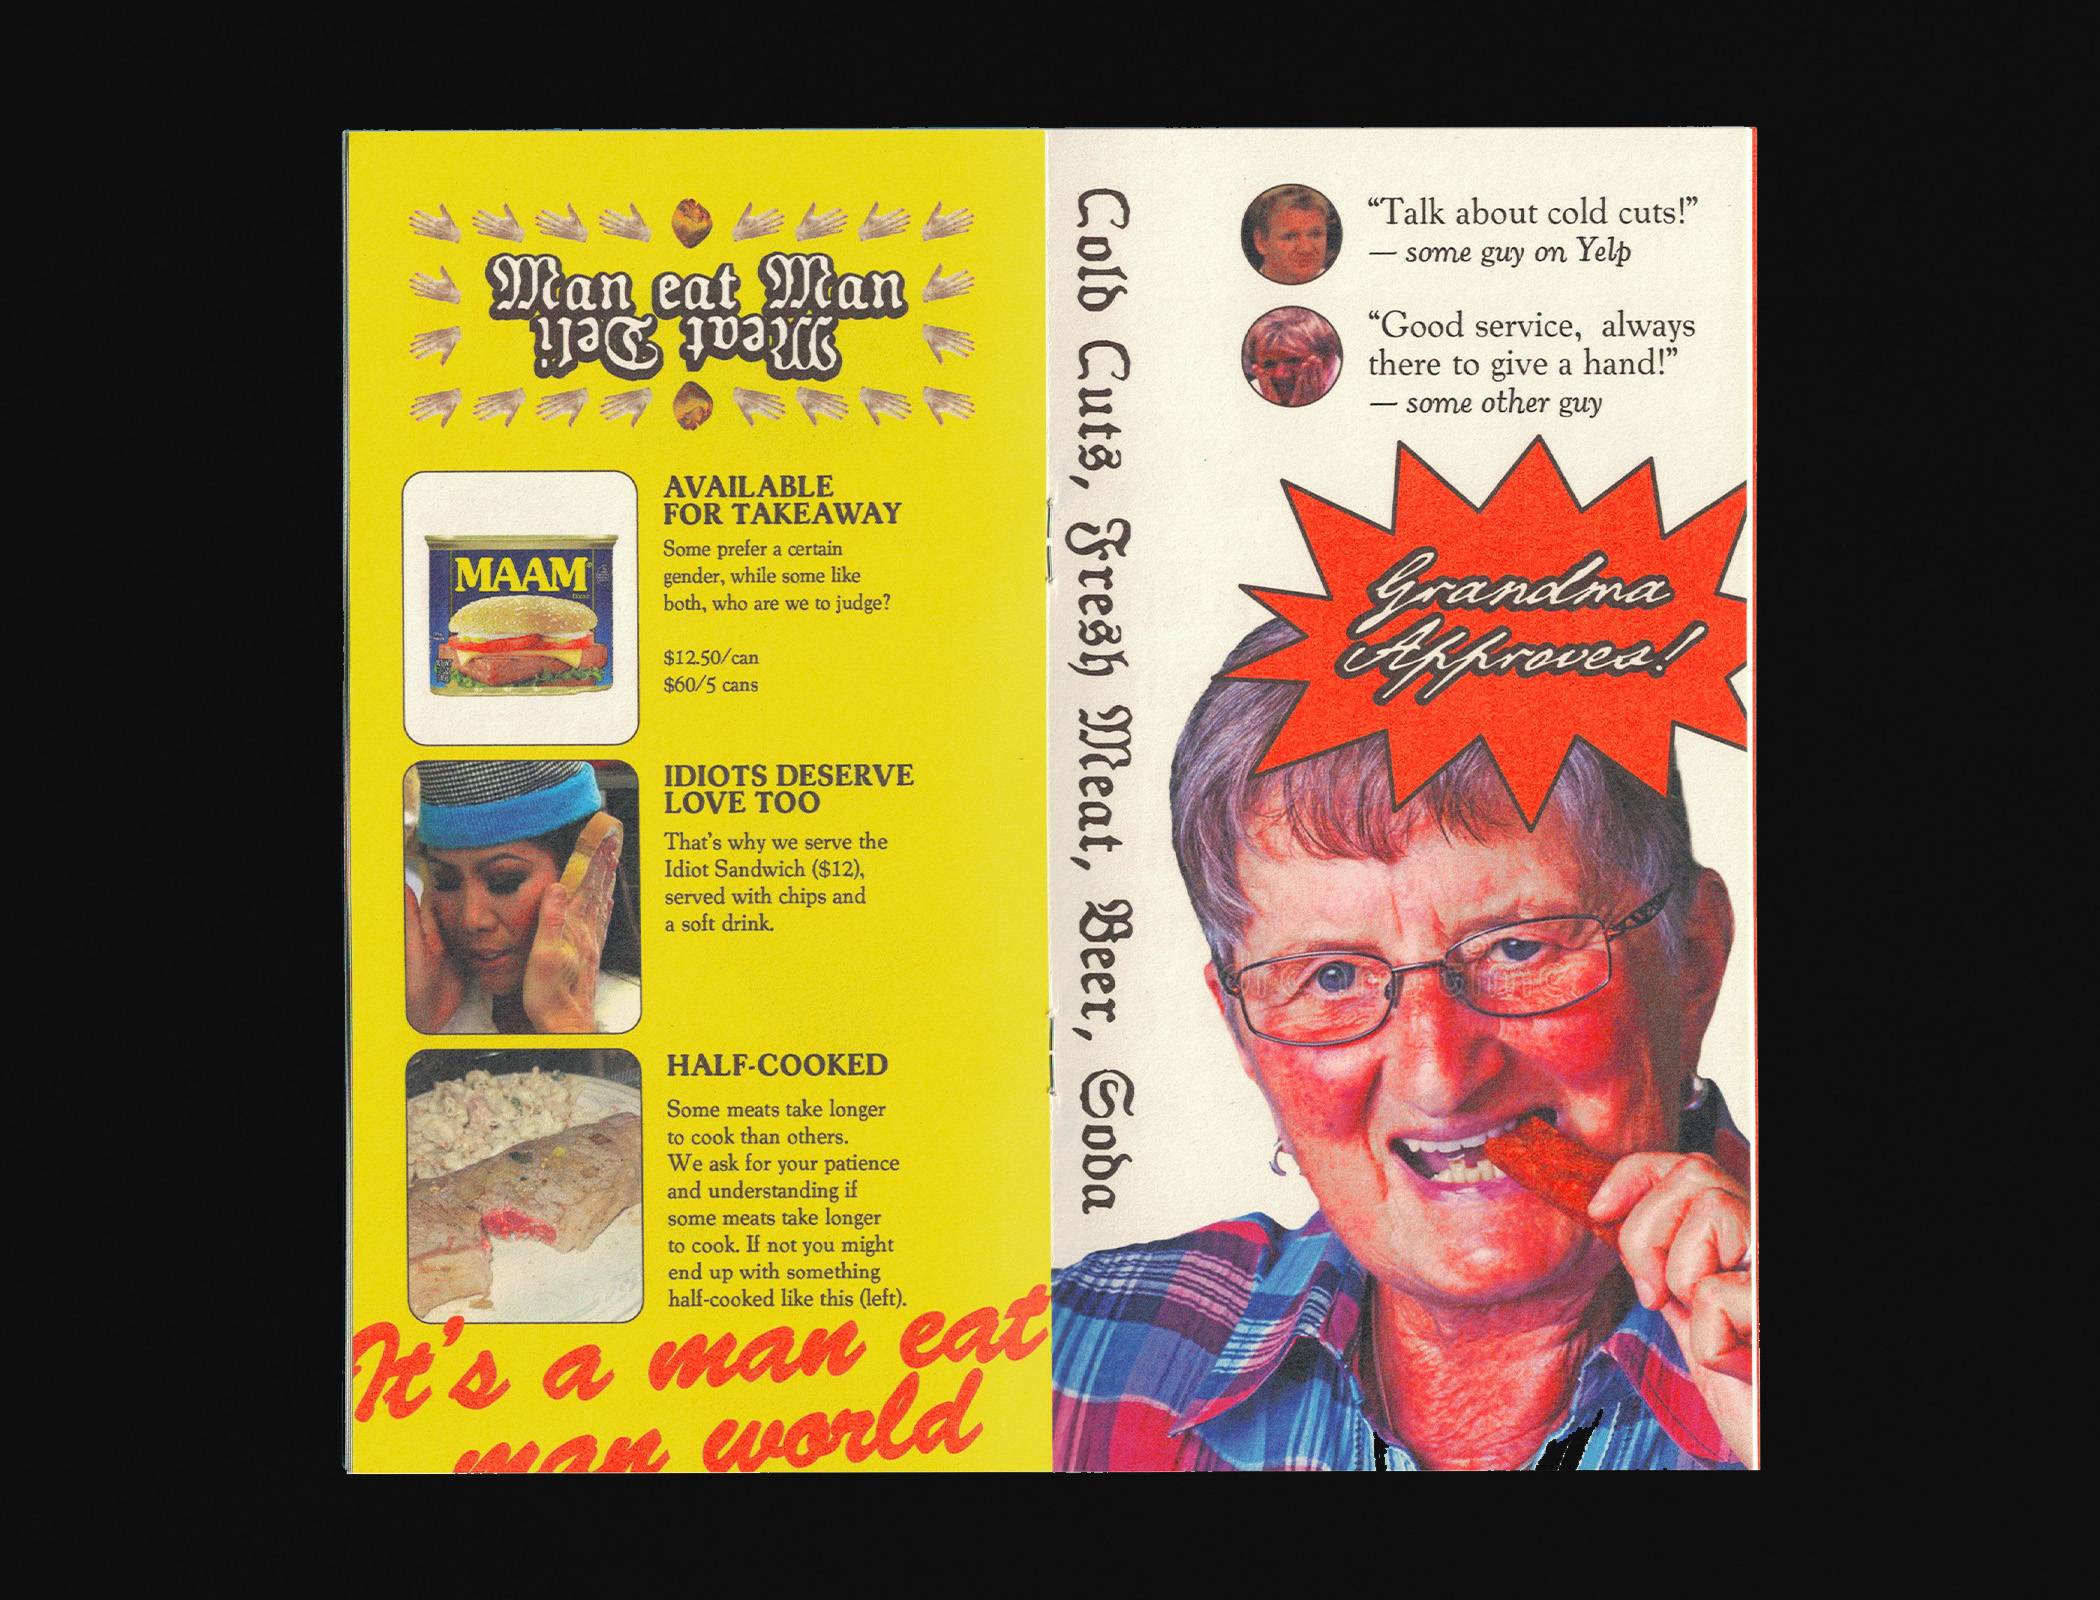 Man eat Man
Meat Deli
AVAILABLE
FOR TAKEAWAY
Some prefer a certain
gender, while some like
both, who are we to judge?
$12.50/can
$60/5 cans
MAAM
IDIOTS DESERVE
LOVE TOO
That's why we serve the
Idiot Sandwich ($12),
served with chips and
a soft drink.
HALF-COOKED
Some meats take longer
to cook than others.
We ask for your patience
and understanding if
some meats take longer
to cook. If not you might
end up with something
half-cooked like this (left).
It's a man eat
man world
Cold Cuts, Fresh Meat, Beer, Soda
“Talk about cold cuts!”
— some guy on Yelp
“Good service, always
there to give a hand!”
— some other guy
Grandma
Approves!